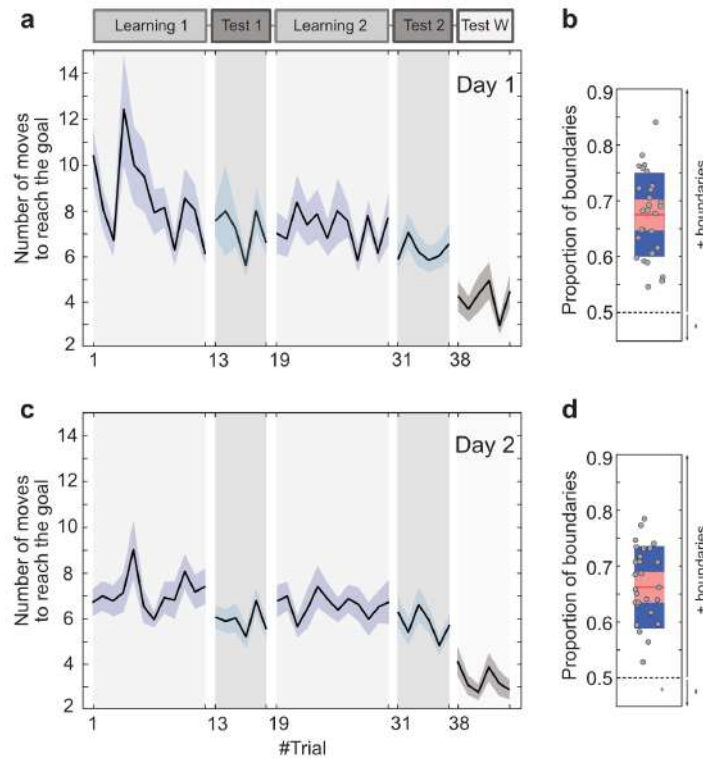 a
Learning 1
Test 1
Learning 2
Test 2
Test W
Number of moves
to reach the goal
14
12
10
8
6
4
2
Day 1
1
13
19
31
38
b
Proportion of boundaries
0.9
0.8
0.7
0.6
0.5
+ boundaries
-
c
Number of moves
to reach the goal
14
12
10
8
6
4
2
Day 2
1
13
19
31
38
#Trial
d
Proportion of boundaries
0.9
0.8
0.7
0.6
0.5
+ boundaries
-